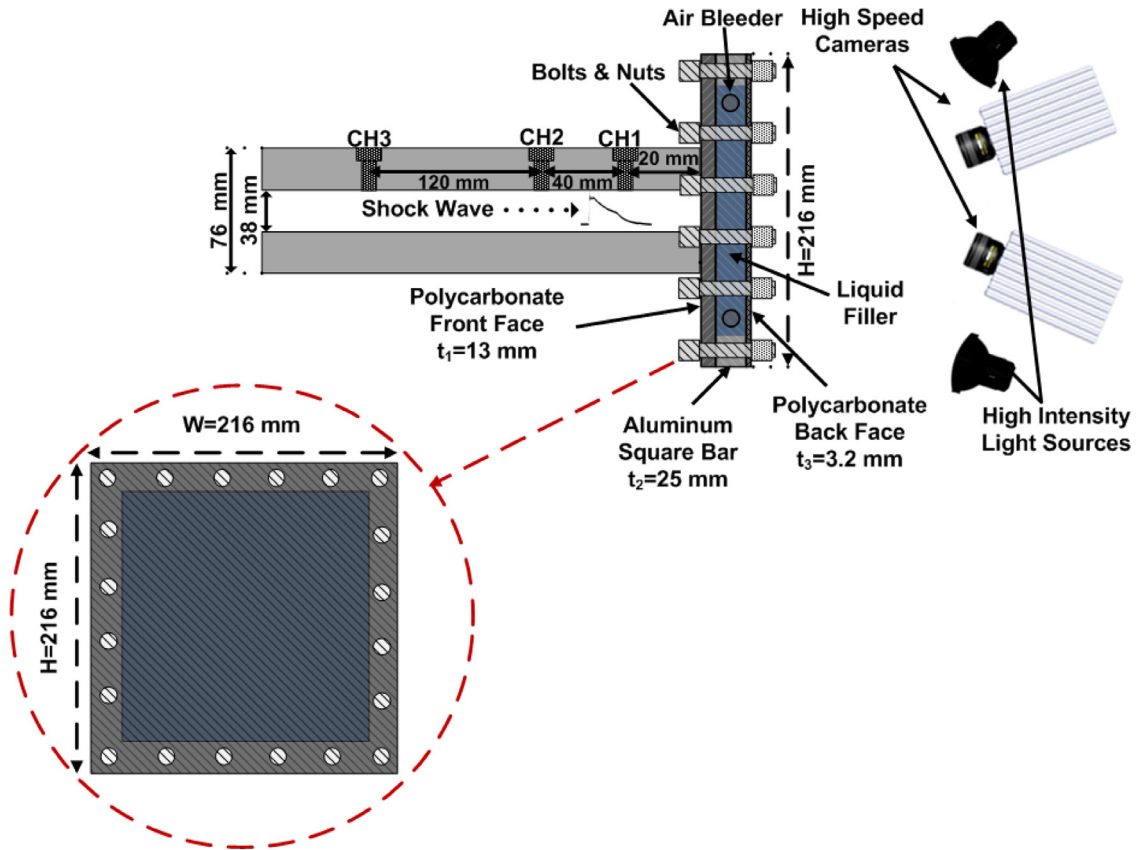 Air Bleeder
High Speed
Cameras
Bolts & Nuts
CH3
CH2
CH1
20 mm
120 mm
40 mm
Shock Wave
76 mm
38 mm
H=216 mm
Polycarbonate
Front Face
t₁=13 mm
Liquid
Filler
Aluminum
Square Bar
t₂=25 mm
Polycarbonate
Back Face
t₃=3.2 mm
High Intensity
Light Sources
W=216 mm
H=216 mm